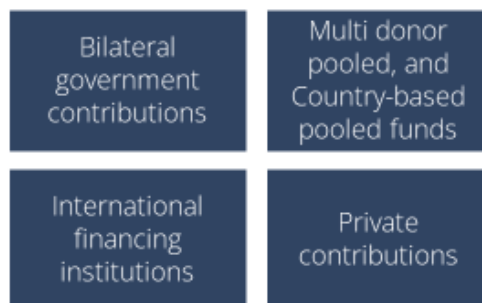 Bilateral
government
contributions
Multi donor
pooled, and
Country-based
pooled funds
International
financing
institutions
Private
contributions